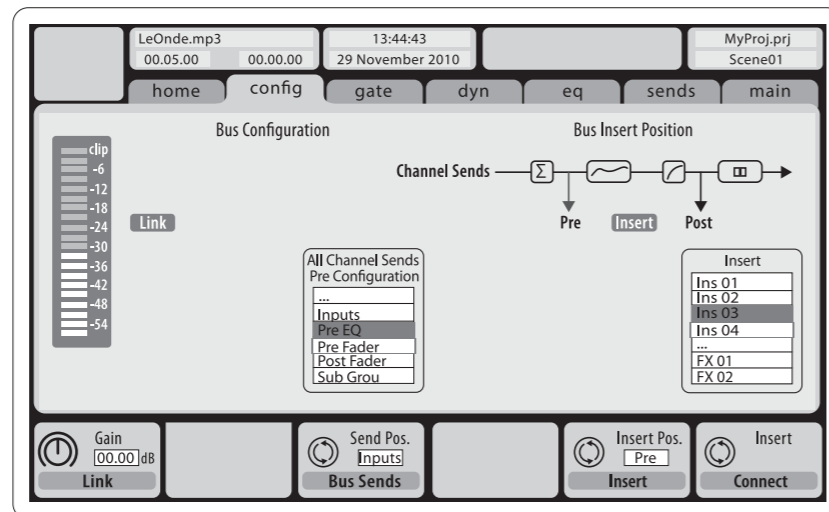 LeOnde.mp3
00.05.00 00.00.00
13:44:43
29 November 2010
MyProj.prj
Scene01
home config gate dyn eq sends main
Bus Configuration
Bus Insert Position
clip
-6
-12
-18
-24
-30
-36
-42
-48
-54
Link
Channel Sends
Σ
Pre Insert Post
All Channel Sends
Pre Configuration
...
Inputs
Pre EQ
Pre Fader
Post Fader
Sub Grou
Insert
Ins 01
Ins 02
Ins 03
Ins 04
...
FX 01
FX 02
Gain
00.00 dB
Link
Send Pos.
Inputs
Bus Sends
Insert Pos.
Pre
Insert
Insert
Connect